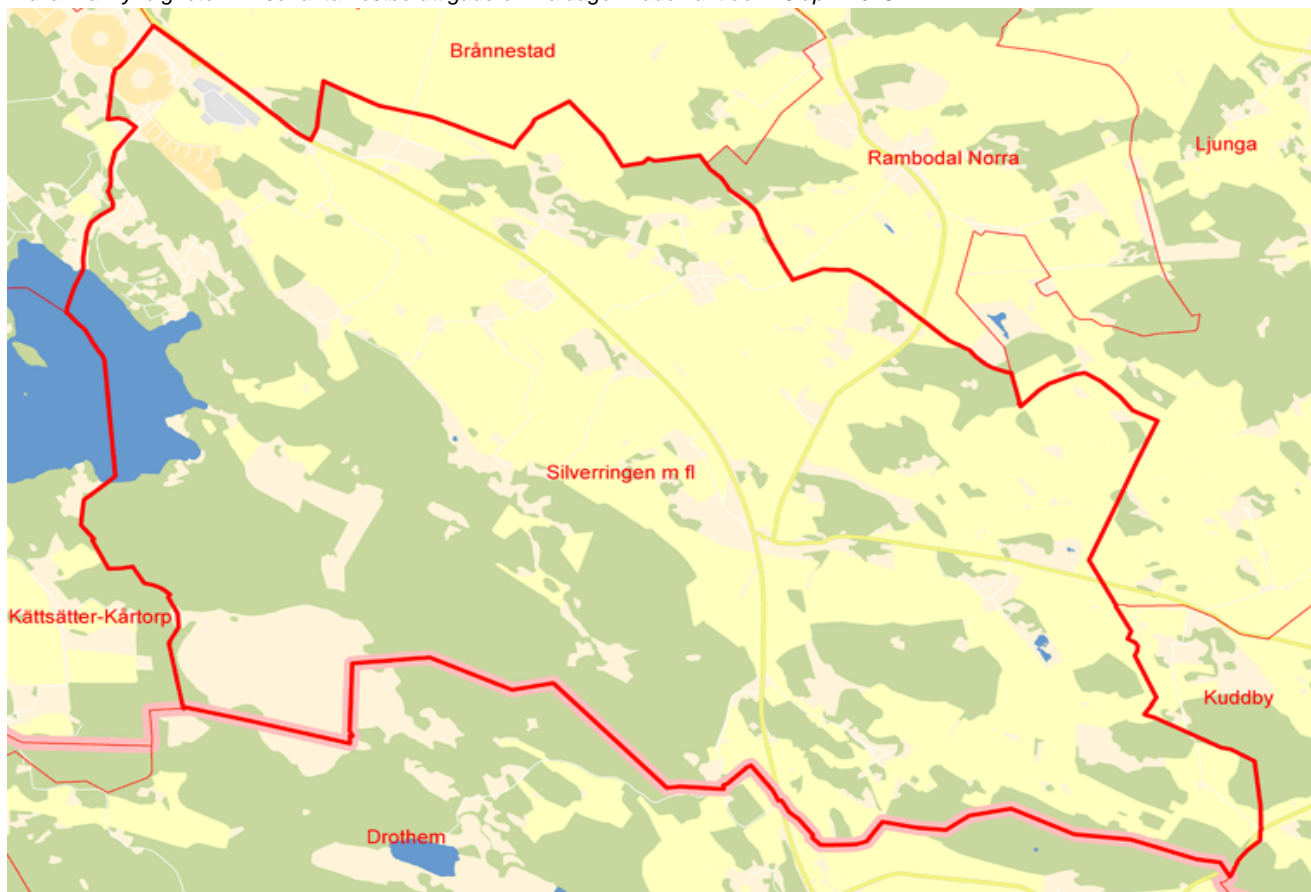 Brånnestad
Ljunga
Rambodal Norra
Silverringen m fl
Kättsätter-Kårtorp
Kuddby
Drothem